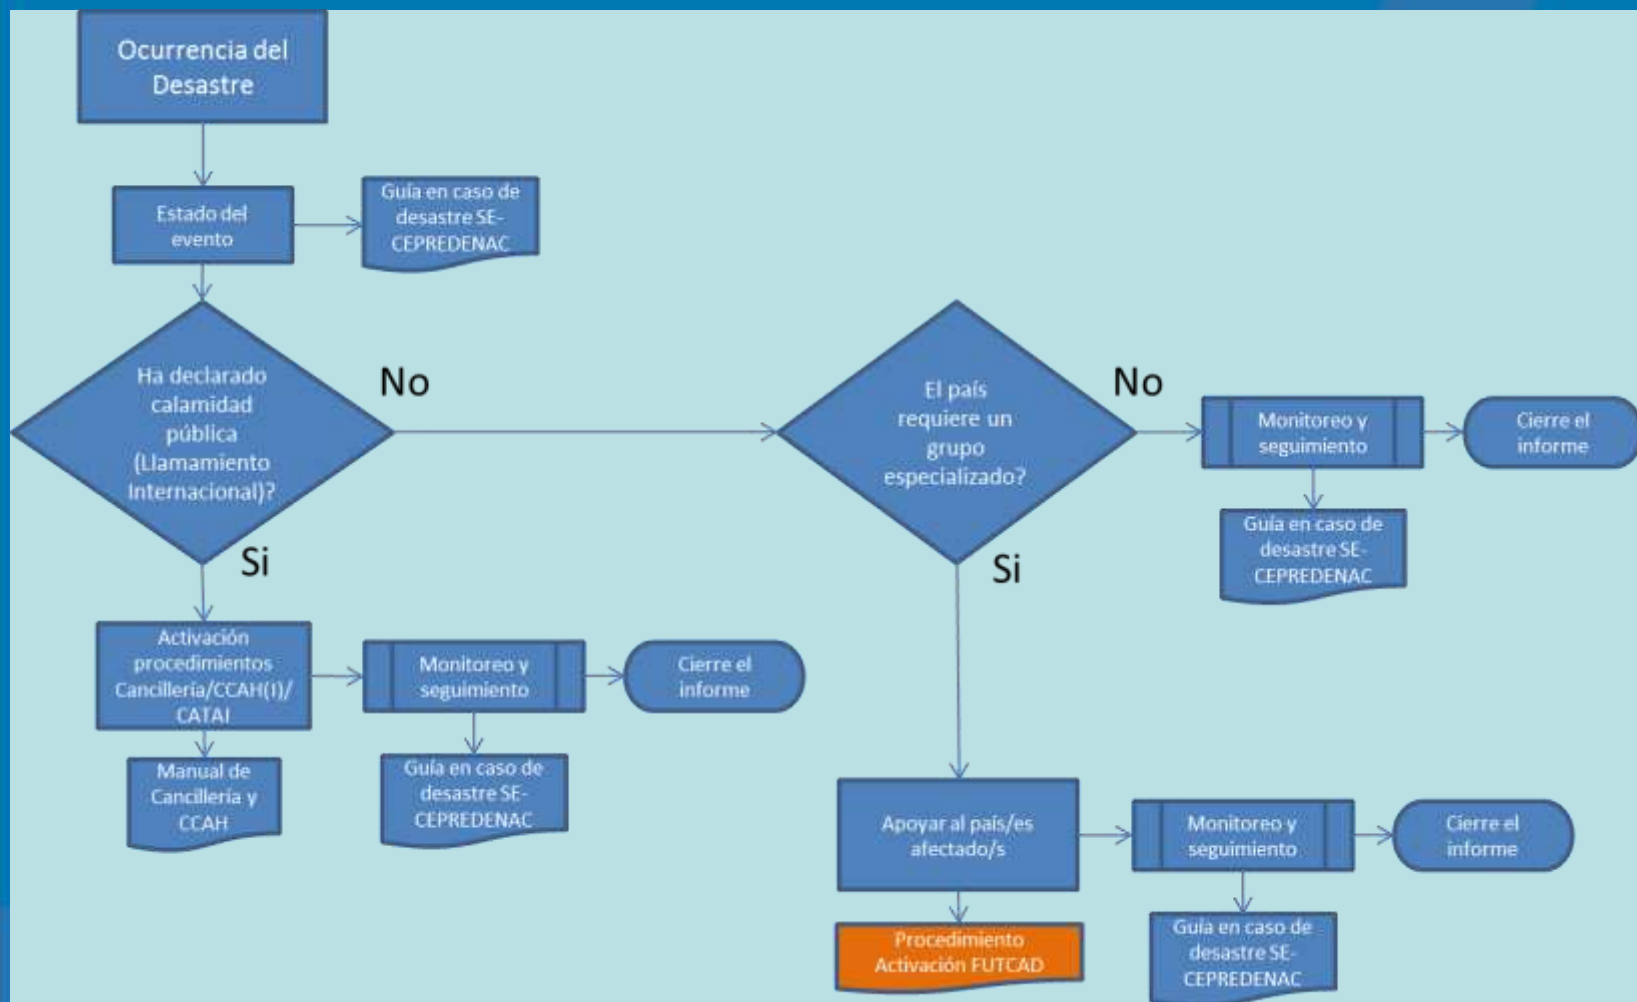 Ocurrencia del
Desastre
Estado del
evento
Guía en caso de
desastre SE-
CEPREDENAC
Ha declarado
calamidad
pública
(Llamamiento
Internacional)?
No
El país
requiere un
grupo
especializado?
No
Monitoreo y
seguimiento
Cierre el
informe
Guía en caso de
desastre SE-
CEPREDENAC
Si
Si
Activación
procedimientos
Cancillería/CCAH(I)/
CATAI
Monitoreo y
seguimiento
Cierre el
informe
Manual de
Cancillería y
CCAH
Guía en caso de
desastre SE-
CEPREDENAC
Apoyar al país/es
afectado/s
Monitoreo y
seguimiento
Cierre el
informe
Procedimiento
Activación FUTCAD
Guía en caso de
desastre SE-
CEPREDENAC